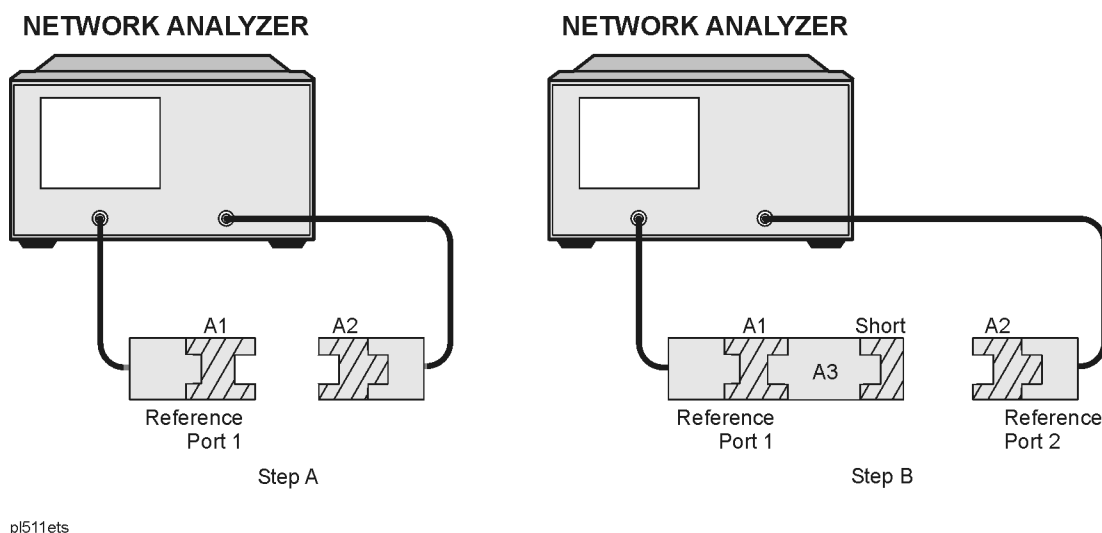 NETWORK ANALYZER
A1
A2
Reference
Port 1
Step A
NETWORK ANALYZER
A1
Short
A2
A3
Reference
Port 1
Reference
Port 2
Step B
pl511ets